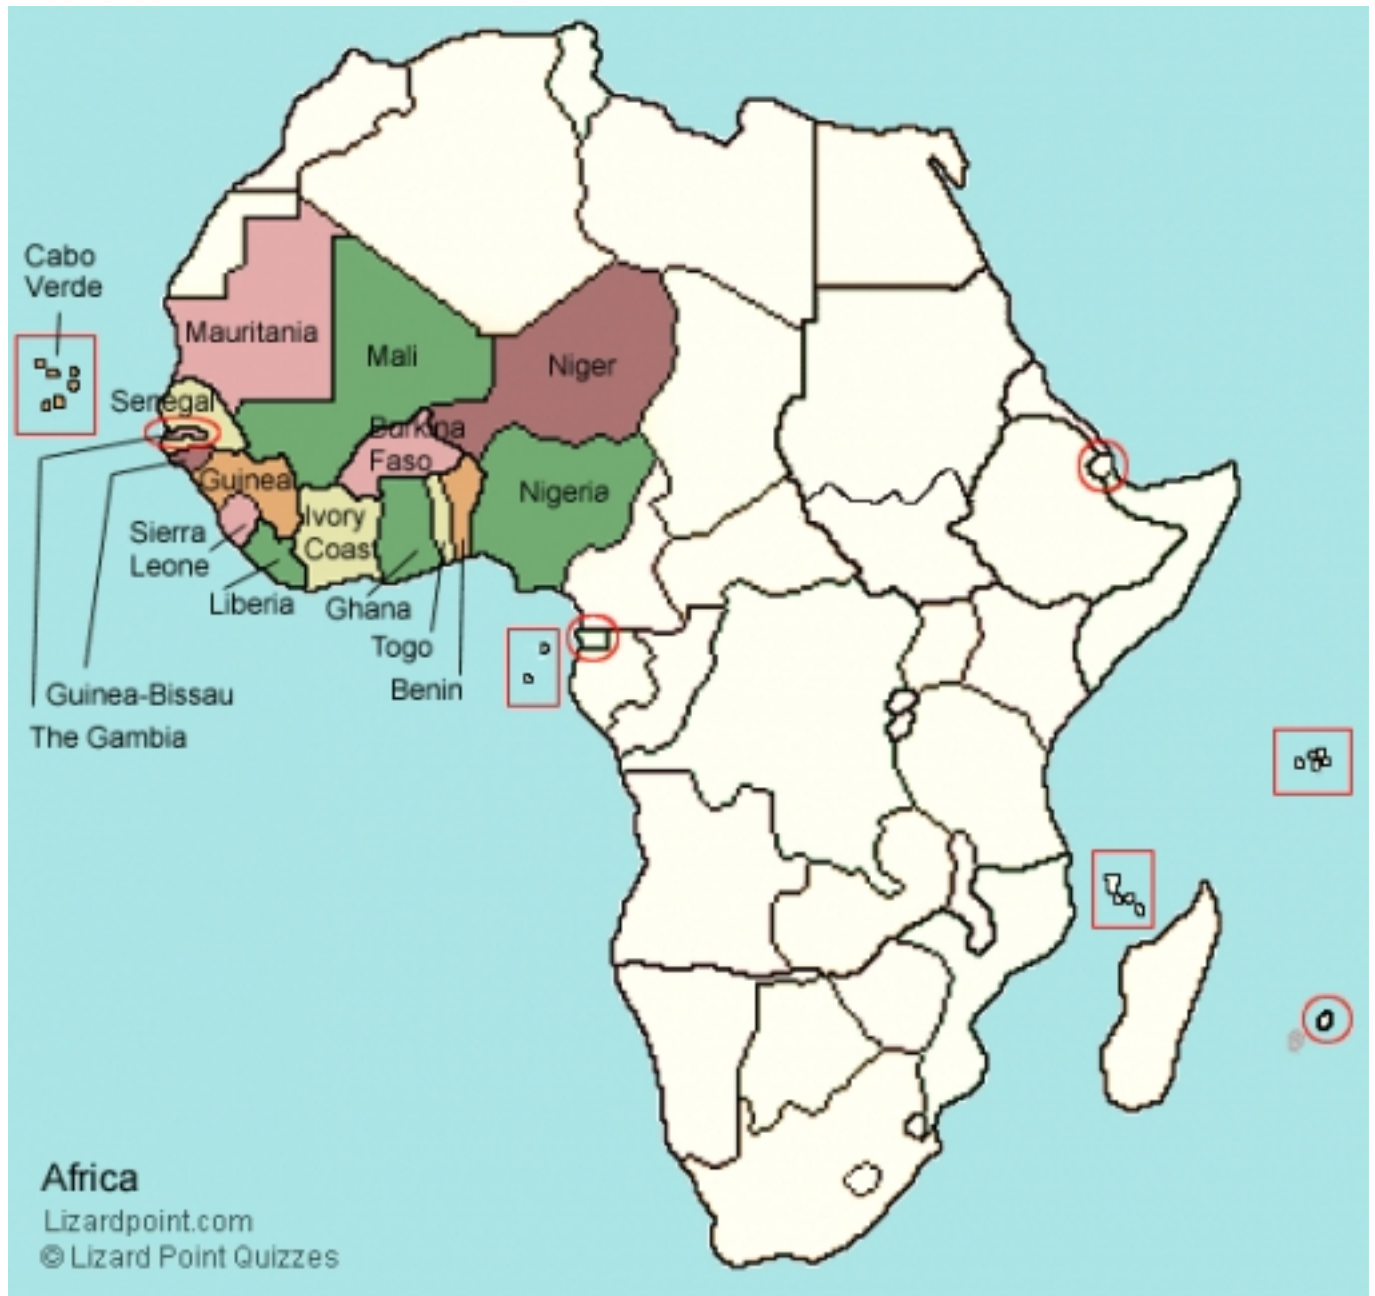 Cabo
Verde
Mauritania
Mali
Niger
Senegal
Burkina
Faso
Guinea
Nigeria
Ivory
Coast
Sierra
Leone
Liberia
Ghana
Togo
Benin
Guinea-Bissau
The Gambia
Africa
Lizardpoint.com
© Lizard Point Quizzes